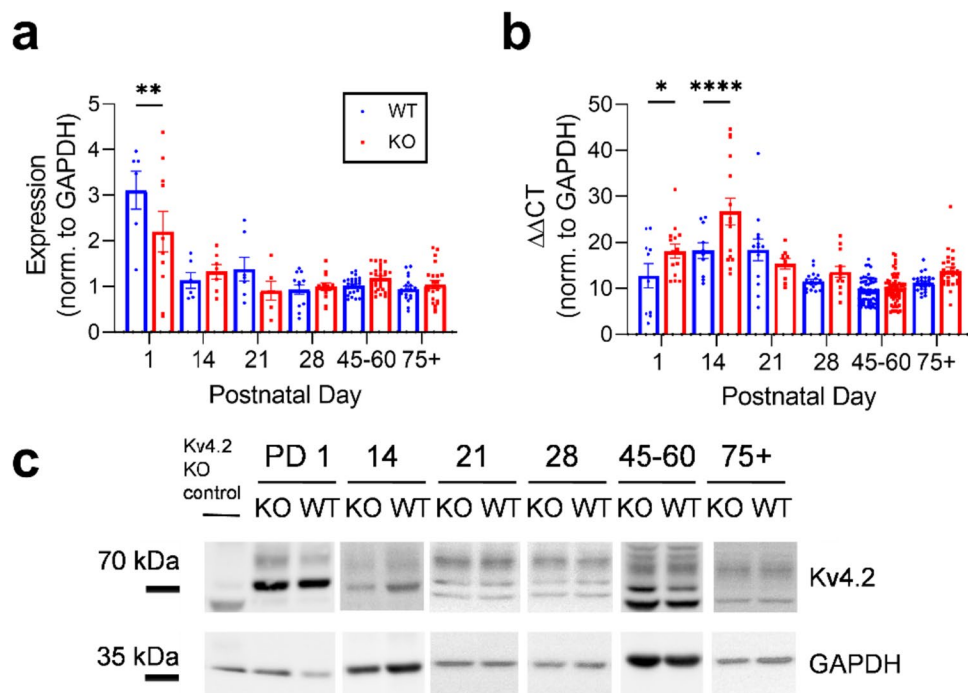 a
**
Expression
(norm. to GAPDH)
5
4
3
2
1
0
WT
KO
1 14 21 28 45-60 75+
Postnatal Day
b
* ****
ΔΔCT
(norm. to GAPDH)
50
40
30
20
10
0
1 14 21 28 45-60 75+
Postnatal Day
c
Kv4.2
KO
control
PD 1 14 21 28 45-60 75+
KO WT KO WT KO WT KO WT KO WT KO WT
70 kDa
Kv4.2
35 kDa
GAPDH